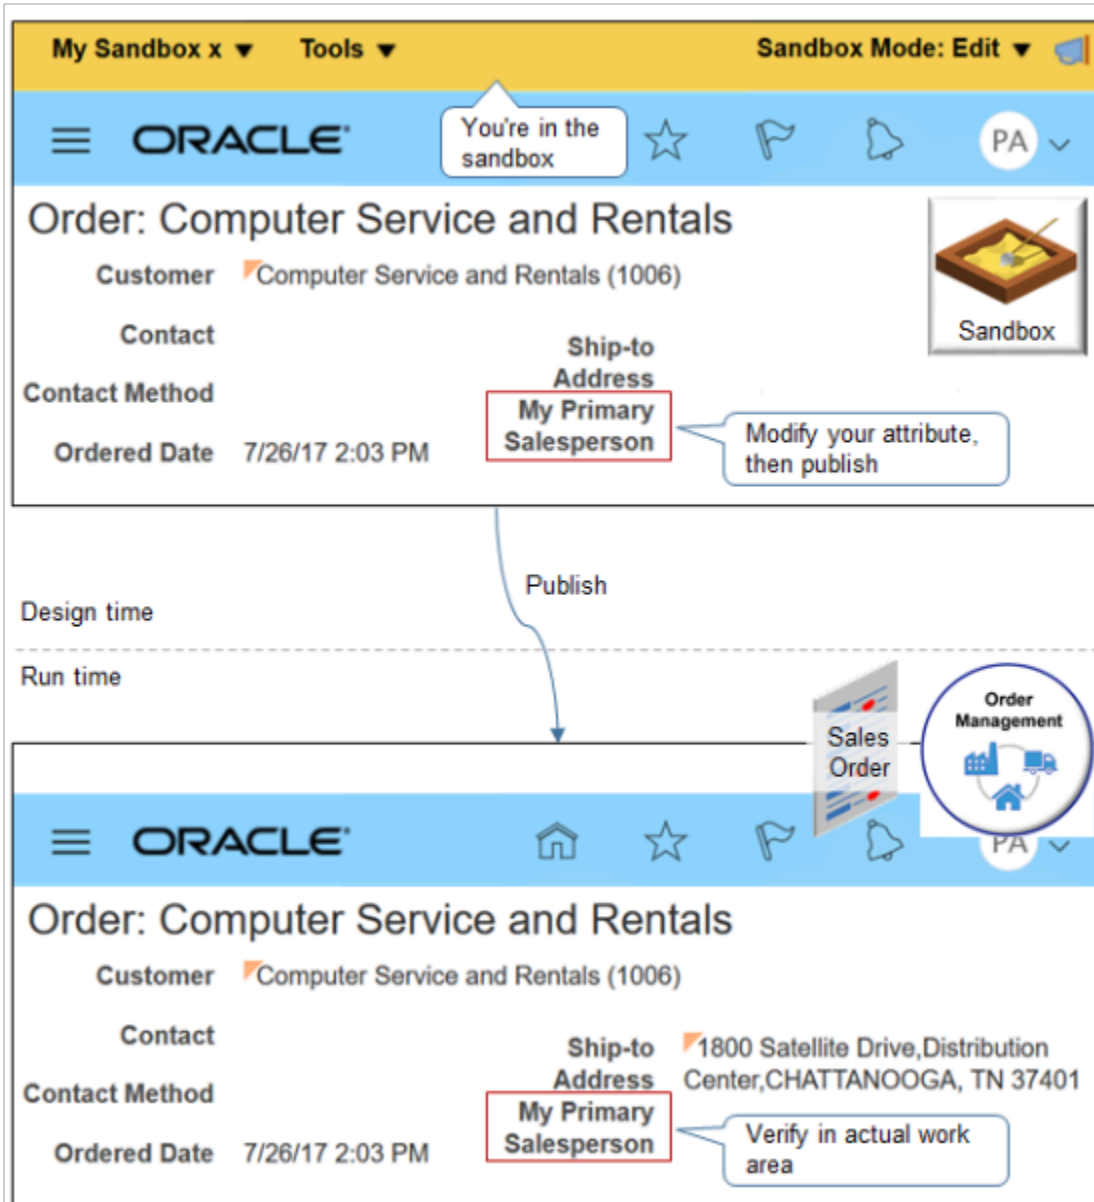 My Sandbox x ▼ Tools ▼ Sandbox Mode: Edit ▼
You're in the
sandbox
ORACLE PA
Order: Computer Service and Rentals
Customer Computer Service and Rentals (1006)
Sandbox
Contact
Ship-to
Address
Contact Method
My Primary
Salesperson
Modify your attribute,
then publish
Ordered Date 7/26/17 2:03 PM
Publish
Design time
Run time
Order
Management
Sales
Order
ORACLE PA
Order: Computer Service and Rentals
Customer Computer Service and Rentals (1006)
Contact
Ship-to
Address
1800 Satellite Drive,Distribution
Center,CHATTANOOGA, TN 37401
Contact Method
My Primary
Salesperson
Verify in actual work
area
Ordered Date 7/26/17 2:03 PM